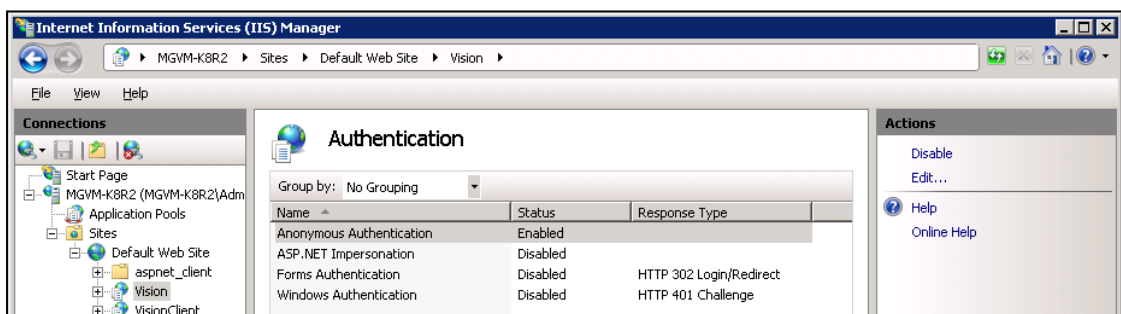 Internet Information Services (IIS) Manager
MGVM-K8R2 Sites Default Web Site Vision
File View Help
Connections
Start Page
MGVM-K8R2 (MGVM-K8R2\Adm
Application Pools
Sites
Default Web Site
aspnet_client
Vision
VisionClient
Authentication
Group by: No Grouping
Name Status Response Type
Anonymous Authentication Enabled
ASP.NET Impersonation Disabled
Forms Authentication Disabled HTTP 302 Login/Redirect
Windows Authentication Disabled HTTP 401 Challenge
Actions
Disable
Edit...
Help
Online Help